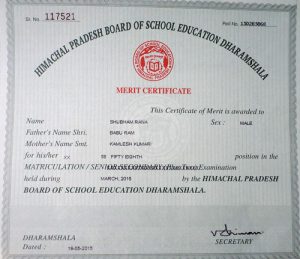 Sr. No. 117521
Roll No.
HIMACHAL PRADESH BOARD OF SCHOOL EDUCATION DHARAMSHALA
MERIT CERTIFICATE
This Certificate of Merit is awarded to
Name SHUBHAM RANA Sex : MALE
Father's Name Shri. BABU RAM
Mother's Name Smt. KAMLESH KUMARI
for his/her xx 58 FIFTY EIGHTH position in the
MATRICULATION / SENIOR SECONDARY (Plus Two) Examination
held during MARCH, 2015 by the HIMACHAL PRADESH
BOARD OF SCHOOL EDUCATION DHARAMSHALA.
DHARAMSHALA
Dated : 16-05-2015
SECRETARY